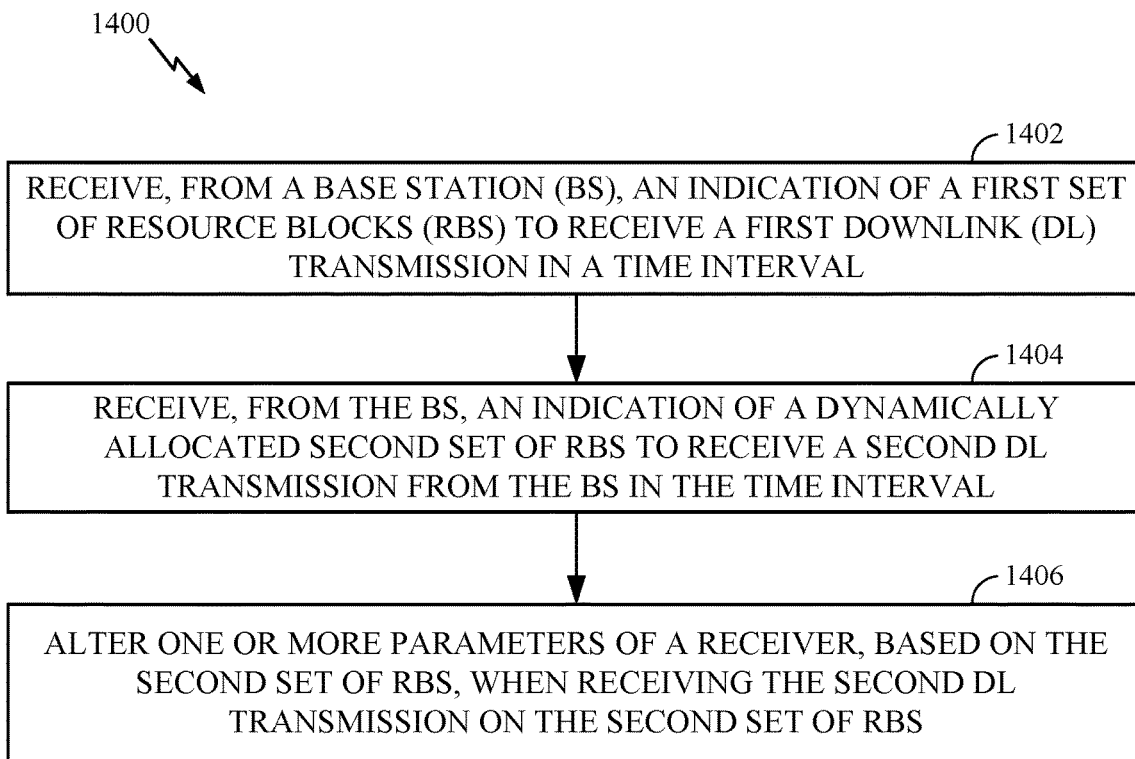 1400
1402
RECEIVE, FROM A BASE STATION (BS), AN INDICATION OF A FIRST SET
OF RESOURCE BLOCKS (RBS) TO RECEIVE A FIRST DOWNLINK (DL)
TRANSMISSION IN A TIME INTERVAL
1404
RECEIVE, FROM THE BS, AN INDICATION OF A DYNAMICALLY
ALLOCATED SECOND SET OF RBS TO RECEIVE A SECOND DL
TRANSMISSION FROM THE BS IN THE TIME INTERVAL
1406
ALTER ONE OR MORE PARAMETERS OF A RECEIVER, BASED ON THE
SECOND SET OF RBS, WHEN RECEIVING THE SECOND DL
TRANSMISSION ON THE SECOND SET OF RBS